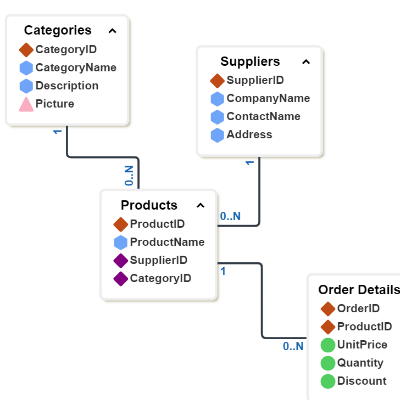 Categories
CategoryID
CategoryName
Description
Picture
Suppliers
SupplierID
CompanyName
ContactName
Address
1
1
0..N
0..N
Products
ProductID
ProductName
SupplierID
CategoryID
1
0..N
Order Details
OrderID
ProductID
UnitPrice
Quantity
Discount